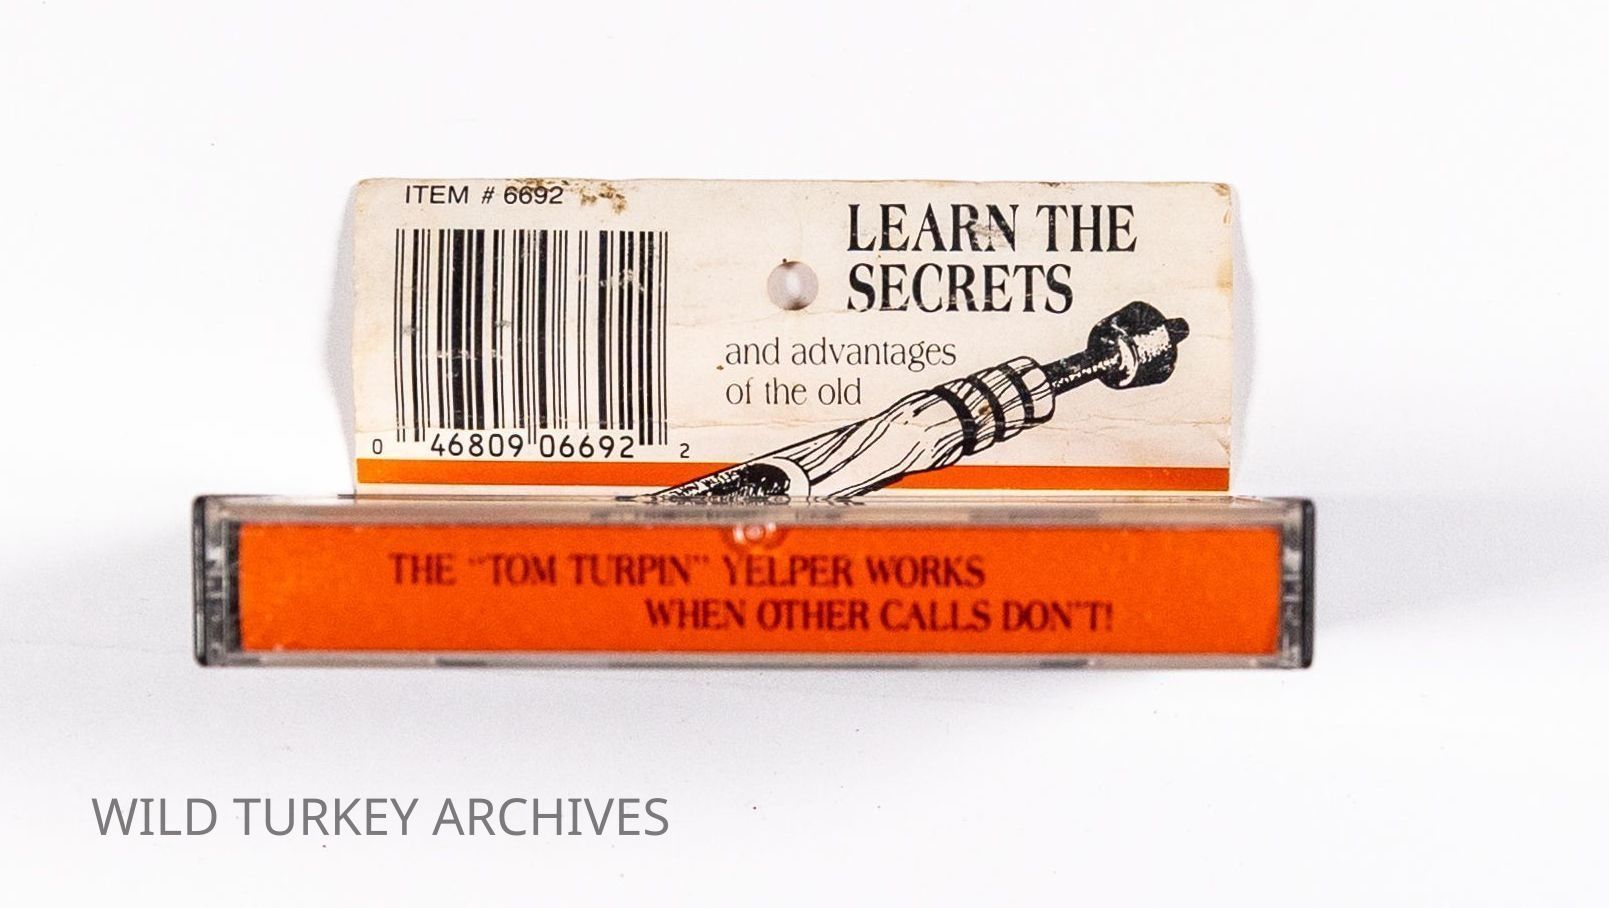 ITEM # 6692
LEARN THE
SECRETS
and advantages
of the old
0 46809 06692 2
THE “TOM TURPIN” YELPER WORKS
WHEN OTHER CALLS DON’T!
WILD TURKEY ARCHIVES